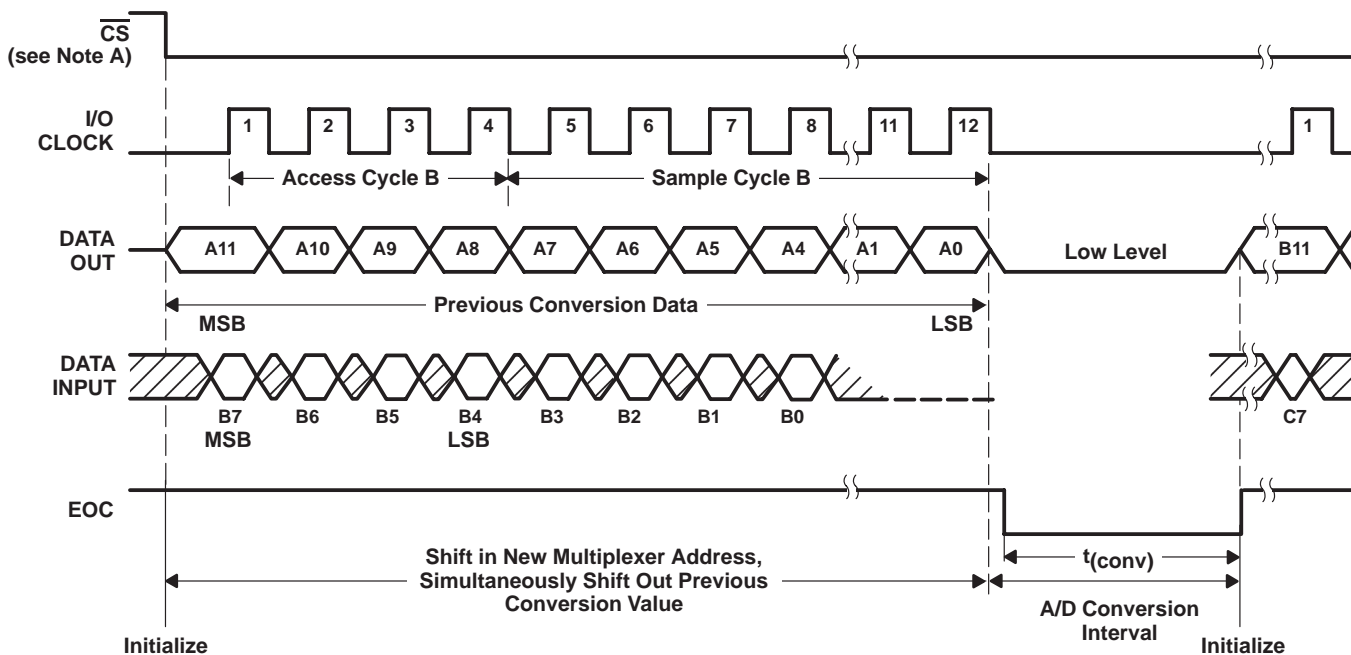 CS
(see Note A)
I/O
CLOCK
1 2 3 4 5 6 7 8 11 12 1
Access Cycle B
Sample Cycle B
DATA
OUT
A11 A10 A9 A8 A7 A6 A5 A4 A1 A0 Low Level B11
Previous Conversion Data
MSB LSB
DATA
INPUT
B7 B6 B5 B4 B3 B2 B1 B0 C7
MSB LSB
EOC
Shift in New Multiplexer Address,
Simultaneously Shift Out Previous
Conversion Value
t(conv)
A/D Conversion
Interval
Initialize Initialize